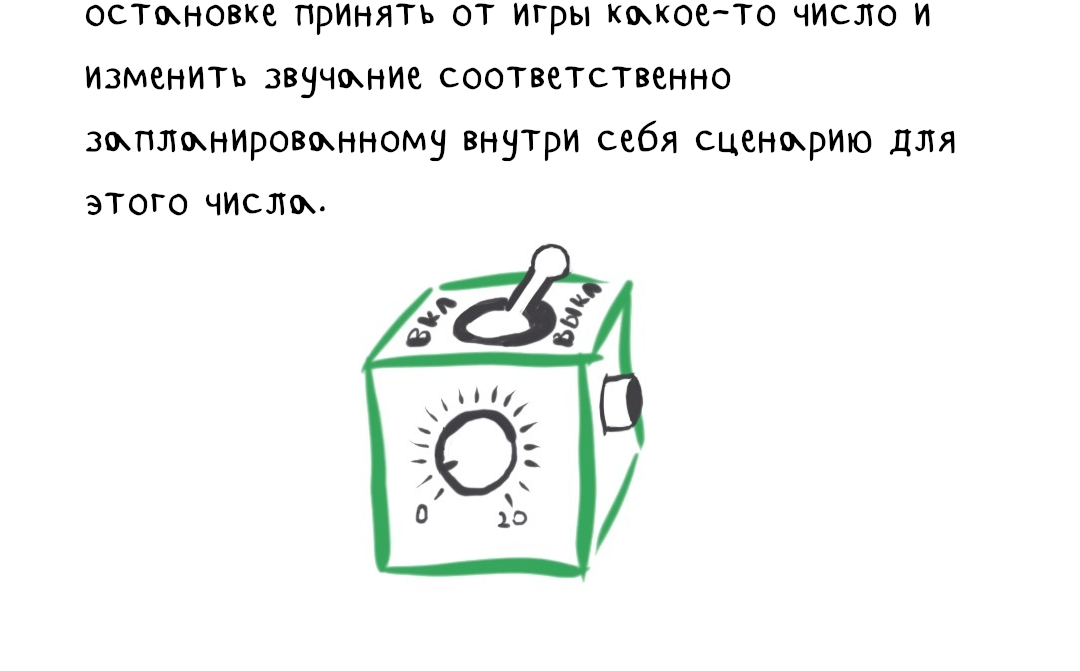 остановке принять от игры какое-то число и
изменить звучание соответственно
запланированному внутри себя сценарию для
этого числа.
ВКЛ
ВЫКЛ
0
20